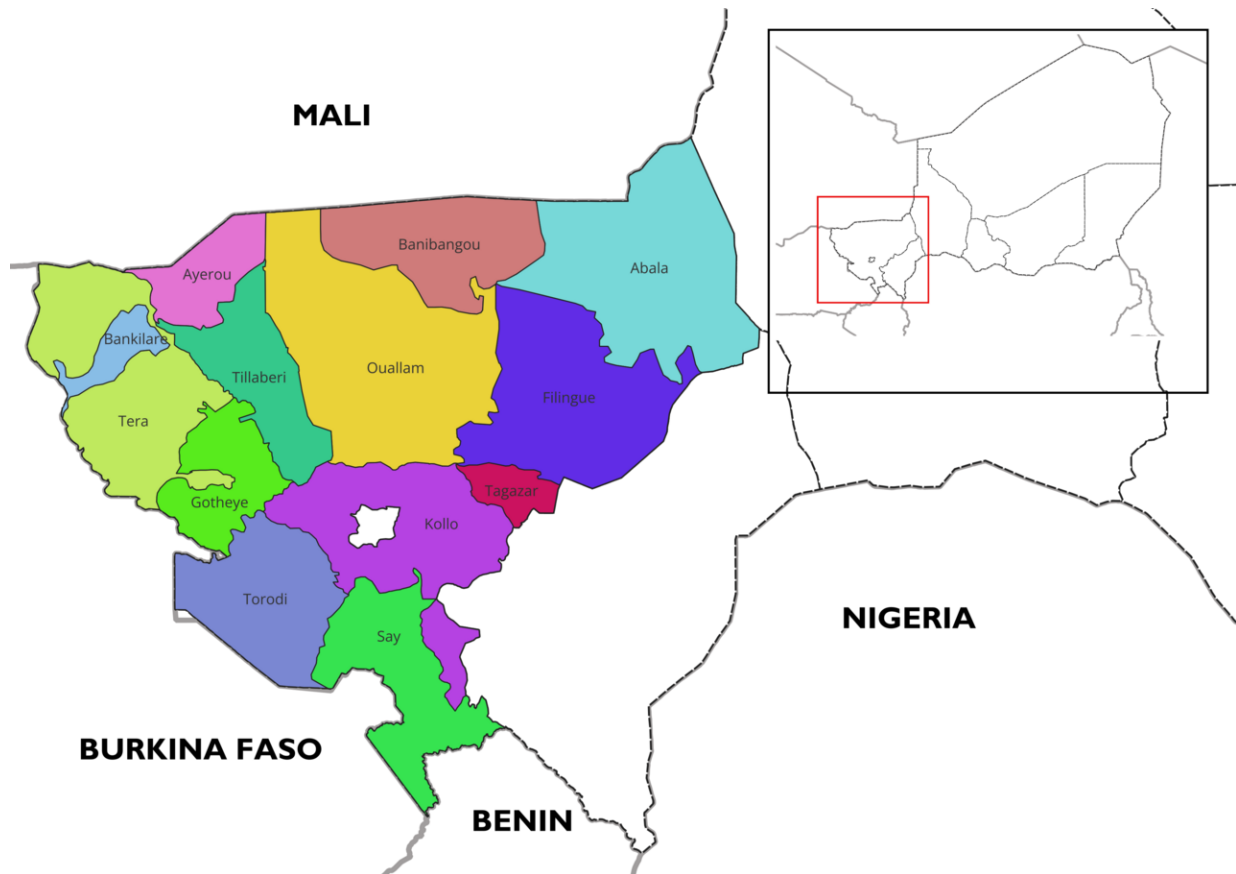 MALI
Banibangou
Abala
Ayerou
Bankilare
Ouallam
Tillaberi
Filingue
Tera
Tagazar
Gotheye
Kollo
Torodi
Say
NIGERIA
BURKINA FASO
BENIN